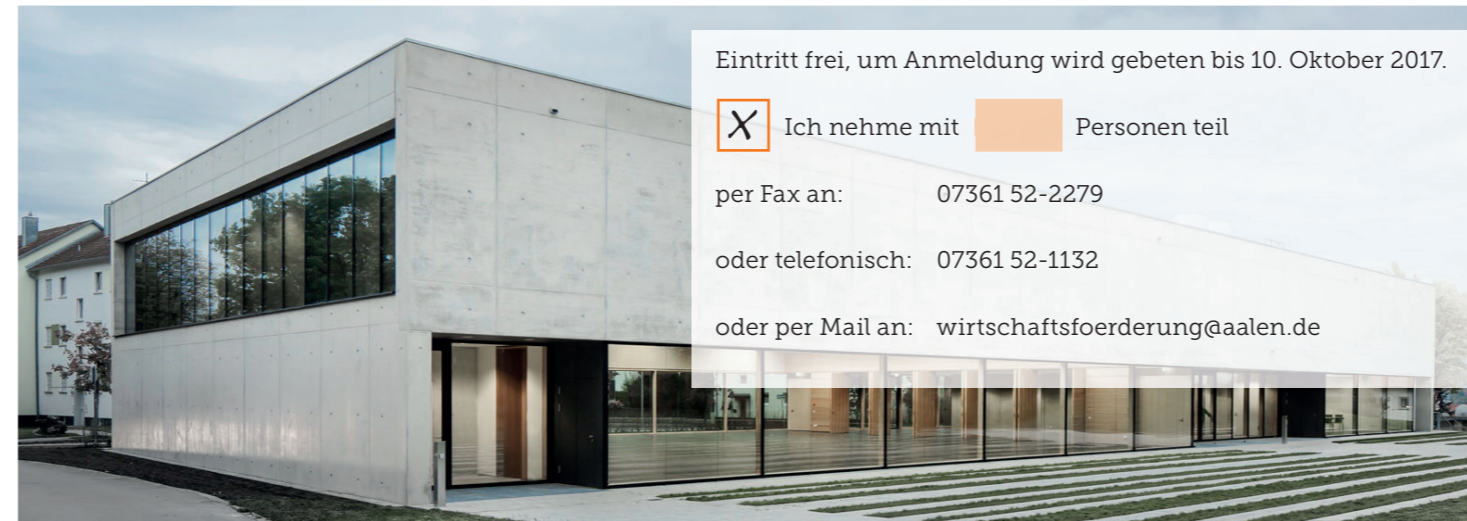 Eintritt frei, um Anmeldung wird gebeten bis 10. Oktober 2017.
X Ich nehme mit Personen teil
per Fax an: 07361 52-2279
oder telefonisch: 07361 52-1132
oder per Mail an: wirtschaftsfoerderung@aalen.de